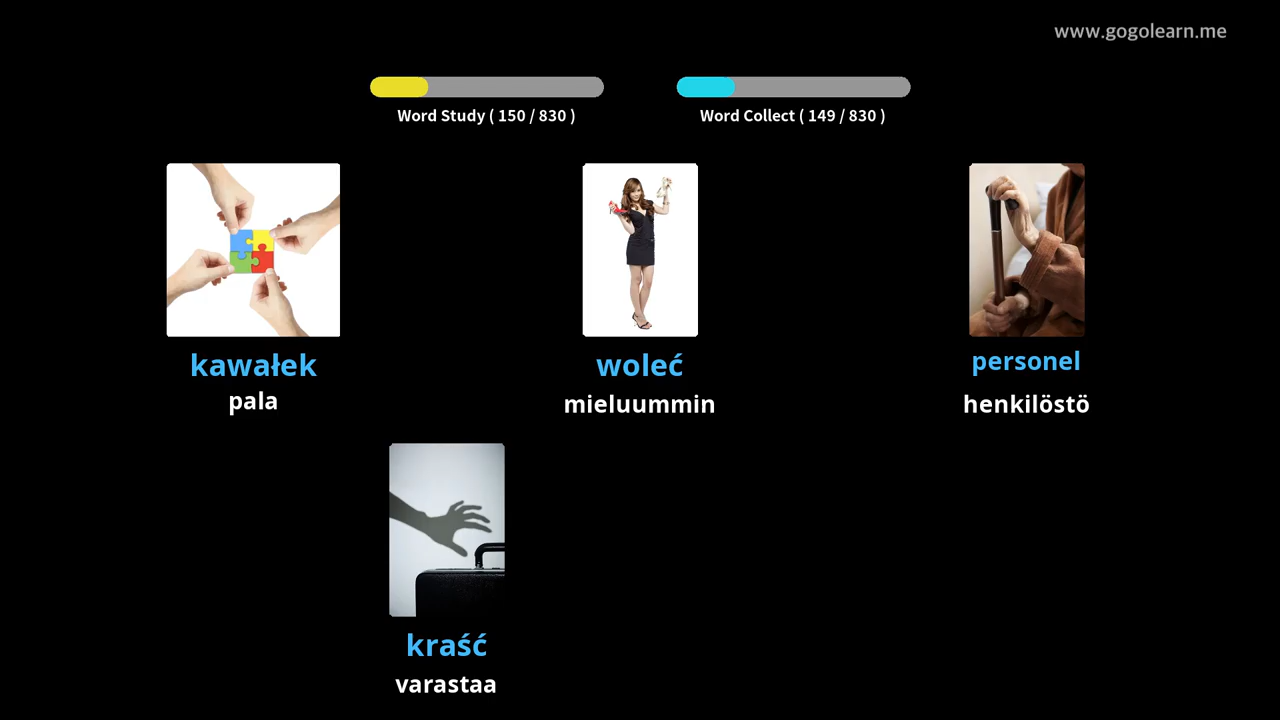 www.gogolearn.me
Word Study ( 150 / 830 )
Word Collect ( 149 / 830 )
kawałek
pala
woleć
mieluummin
personel
henkilöstö
kraść
varastaa